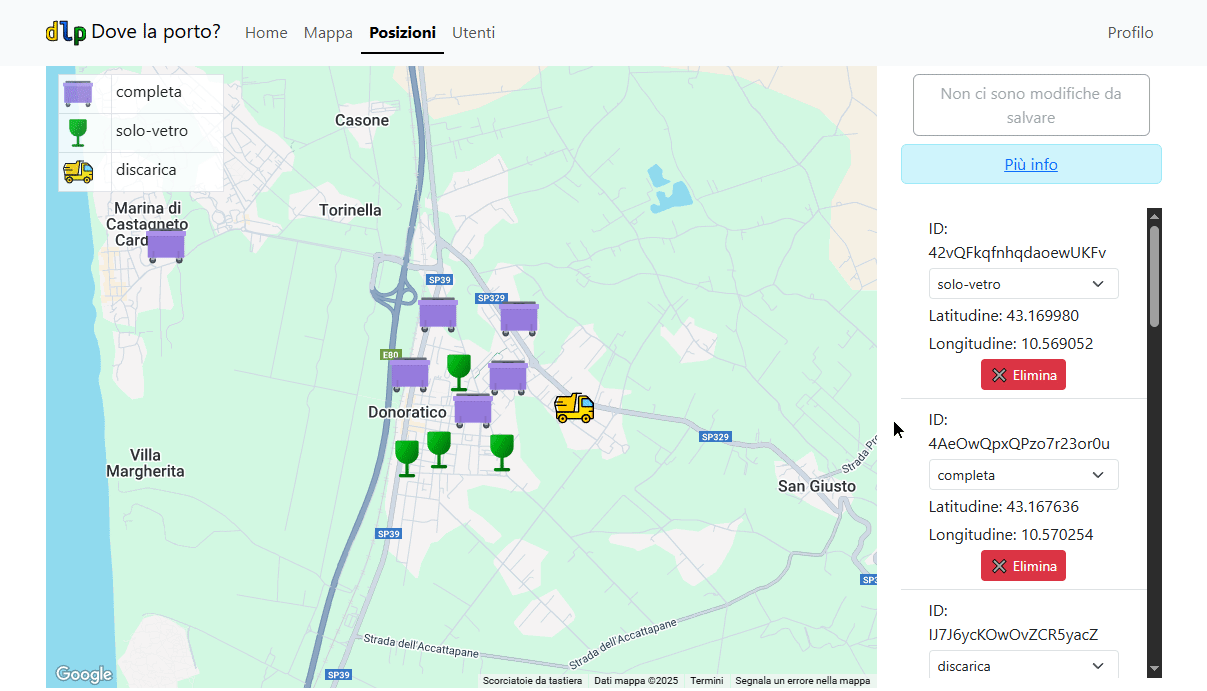 dlp Dove la porto?
Home
Mappa
Posizioni
Utenti
Profilo
completa
solo-vetro
discarica
Casone
Torinella
Marina di
Castagneto
Card
SP39
SP329
E80
Donoratico
Villa
Margherita
SP329
Strada Pro
San Giusto
SP39
SP3
Strada dell'Accattapane
Strada dell'Accattapane
SP39
Google
Scorciatoie da tastiera
Dati mappa ©2025
Termini
Segnala un errore nella mappa
Non ci sono modifiche da
salvare
Più info
ID:
42vQFkqfnhqdaoewUKFv
solo-vetro
Latitudine: 43.169980
Longitudine: 10.569052
Elimina
ID:
4AeOwQpxQPzo7r23or0u
completa
Latitudine: 43.167636
Longitudine: 10.570254
Elimina
ID:
IJ7J6ycKOwOvZCR5yacZ
discarica